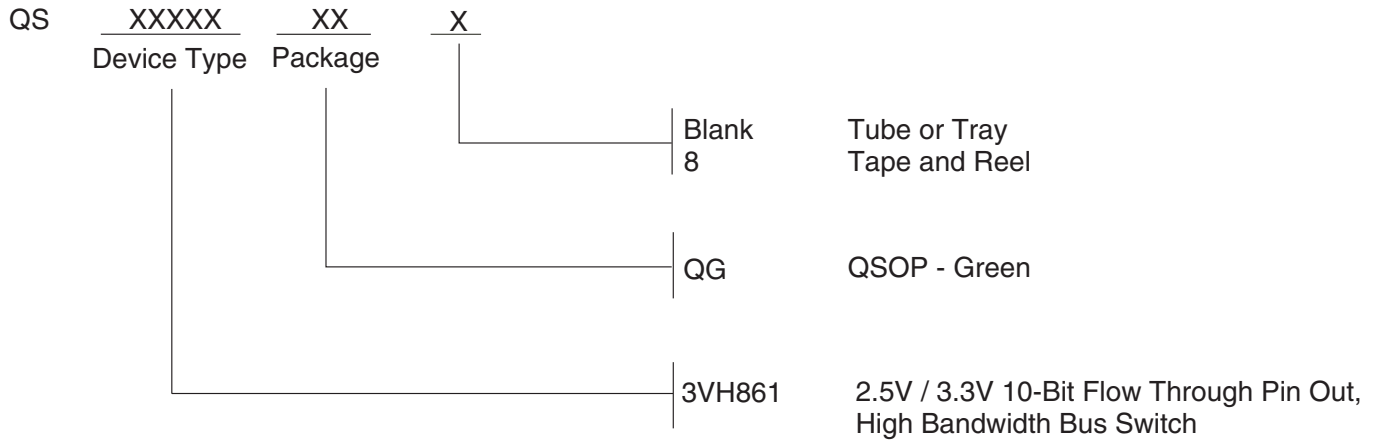 QS XXXXX XX X
Device Type Package
Blank Tube or Tray
8 Tape and Reel
QG QSOP - Green
3VH861 2.5V / 3.3V 10-Bit Flow Through Pin Out,
High Bandwidth Bus Switch